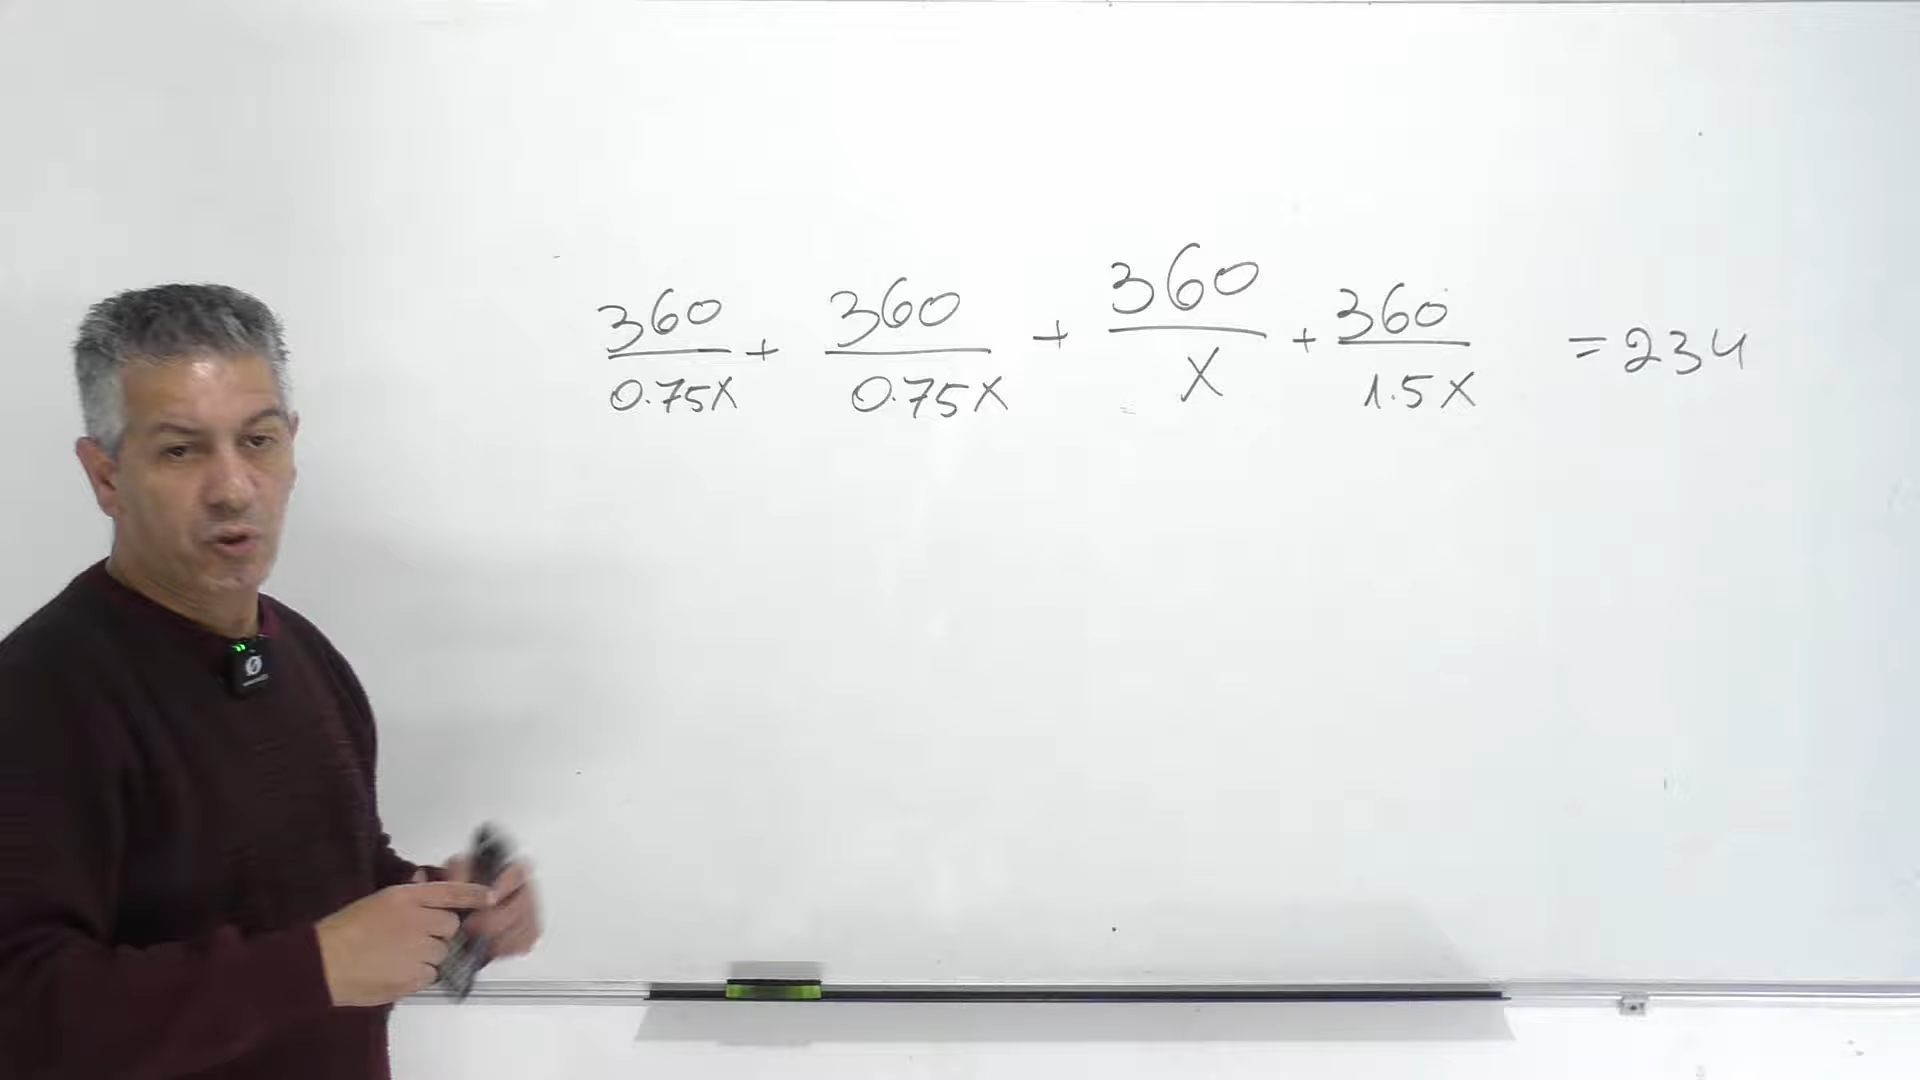 360/0.75X + 360/0.75X + 360/X + 360/1.5X = 234